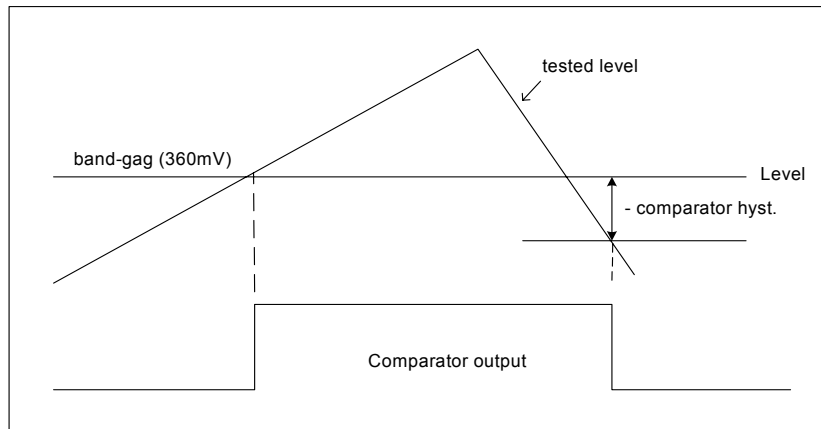 tested level
band-gag (360mV)
Level
- comparator hyst.
Comparator output